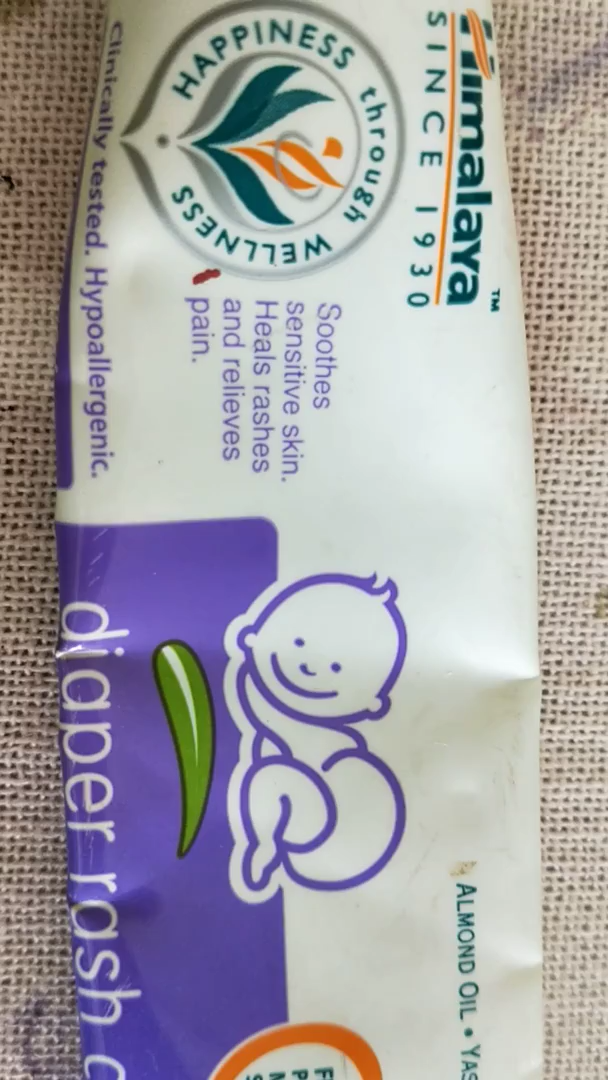 Himalaya™
SINCE 1930
HAPPINESS through WELLNESS
Soothes
sensitive skin.
Heals rashes
and relieves
pain.
Clinically tested. Hypoallergenic.
diaper rash
ALMOND OIL •